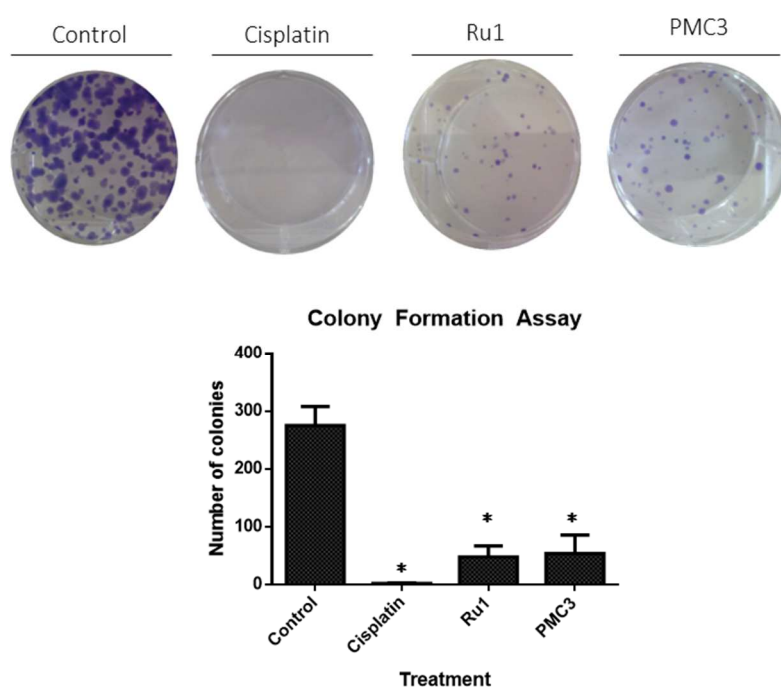 Control
Cisplatin
Ru1
PMC3
Colony Formation Assay
400
300
200
100
0
Number of colonies
*
*
*
Control
Cisplatin
Ru1
PMC3
Treatment